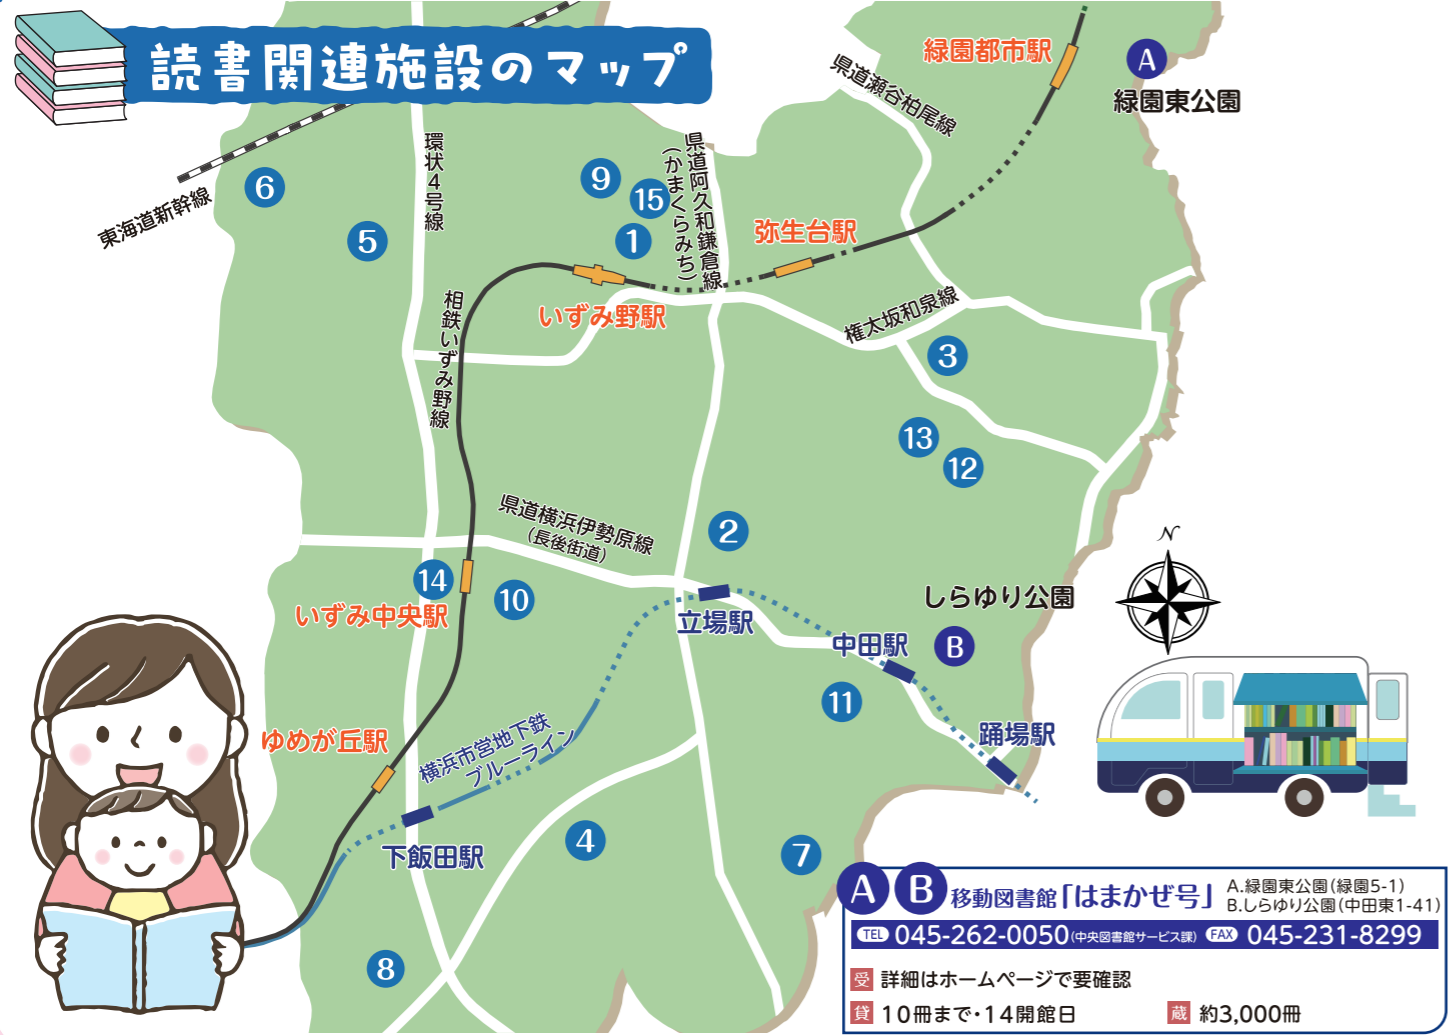 読書関連施設のマップ
緑園都市駅
A
緑園東公園
県道瀬谷柏尾線
環状4号線
県道阿久和鎌倉線
(かまくらみち)
東海道新幹線
6
9
15
5
1
弥生台駅
いずみ野駅
相鉄いずみ野線
権太坂和泉線
3
13
12
県道横浜伊勢原線
(長後街道)
2
N
14
10
いずみ中央駅
立場駅
しらゆり公園
中田駅
B
11
踊場駅
ゆめが丘駅
横浜市営地下鉄
ブルーライン
下飯田駅
4
7
8
A B 移動図書館「はまかぜ号」
A.緑園東公園(緑園5-1)
B.しらゆり公園(中田東1-41)
TEL 045-262-0050(中央図書館サービス課) FAX 045-231-8299
受 詳細はホームページで要確認
貸 10冊まで・14開館日 蔵 約3,000冊